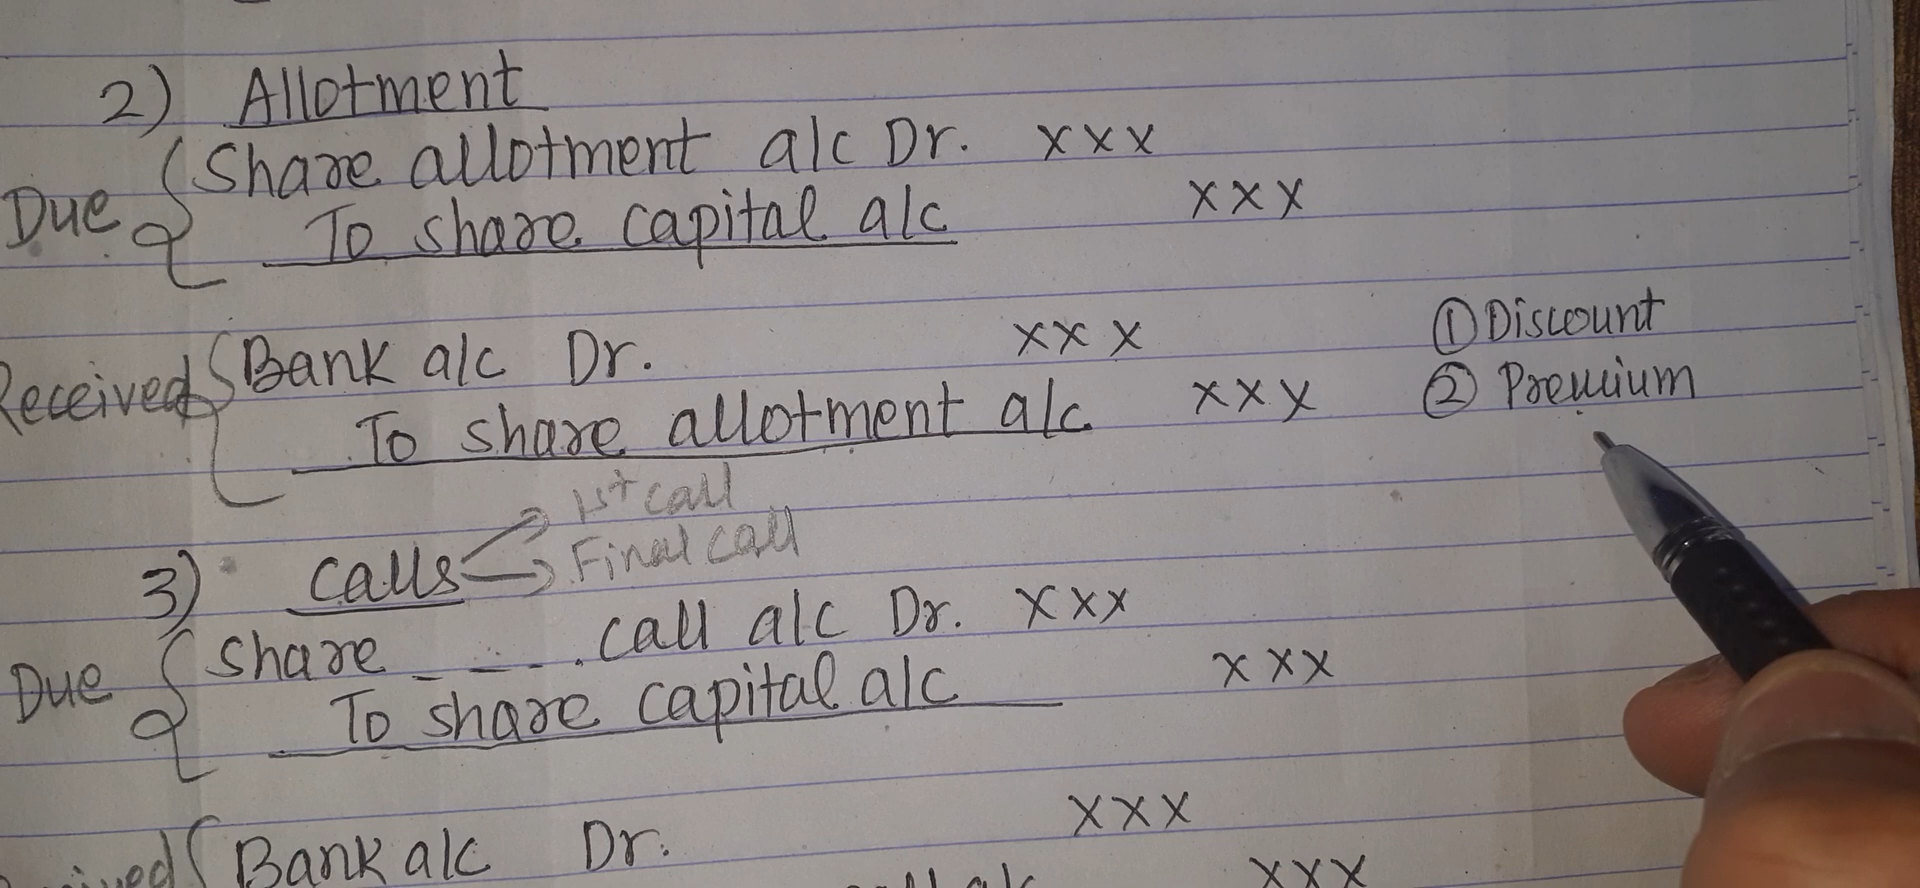 2) Allotment
Due { Share allotment a/c Dr. xxx
To share capital a/c xxx
Received { Bank a/c Dr. xxx
To share allotment a/c xxx
① Discount
② Premium
3) Calls
1st call
Final call
Due { Share _ _ . . . call a/c Dr. xxx
To share capital a/c xxx
Bank a/c Dr. xxx
xxx